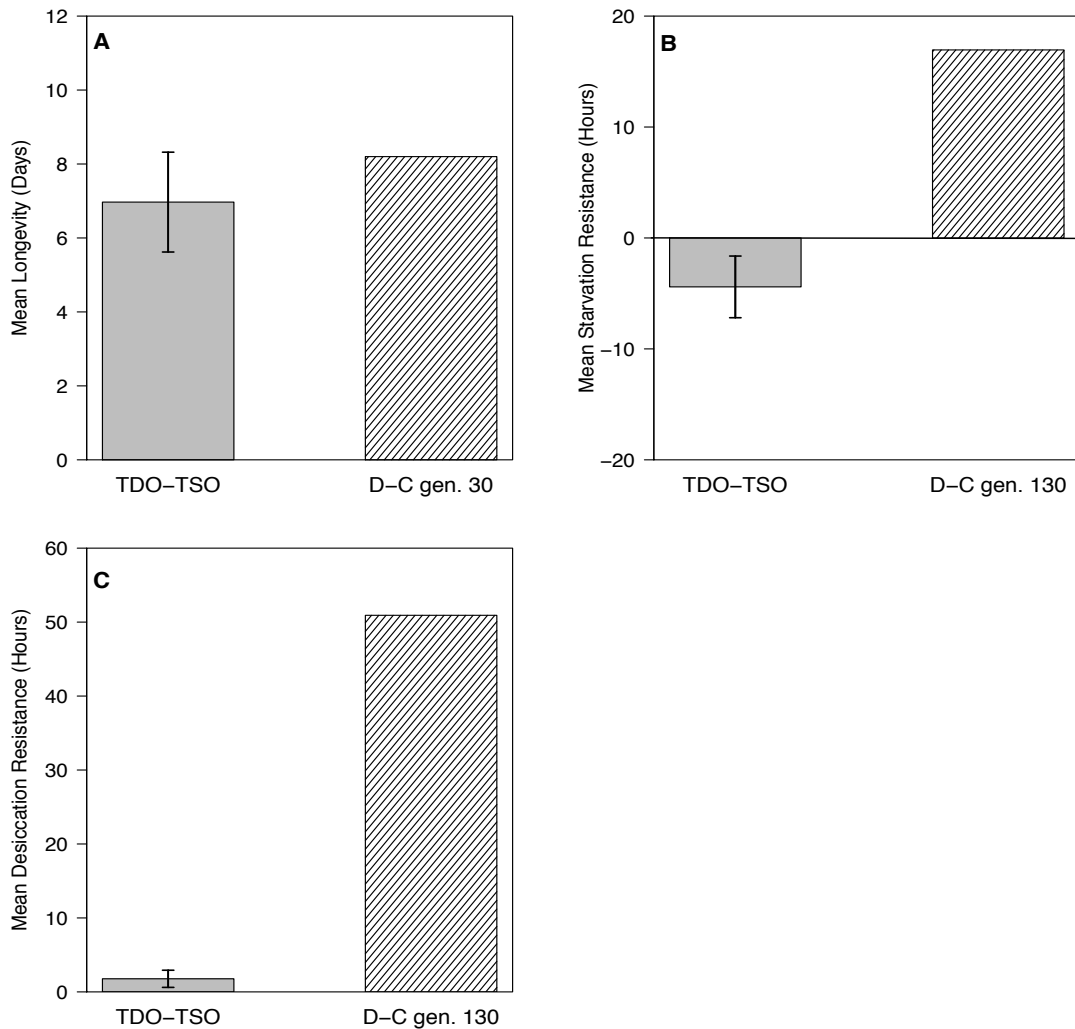 A
Mean Longevity (Days)
12
10
8
6
4
2
0
TDO−TSO
D−C gen. 30
B
Mean Starvation Resistance (Hours)
20
10
0
−10
−20
TDO−TSO
D−C gen. 130
C
Mean Desiccation Resistance (Hours)
60
50
40
30
20
10
0
TDO−TSO
D−C gen. 130